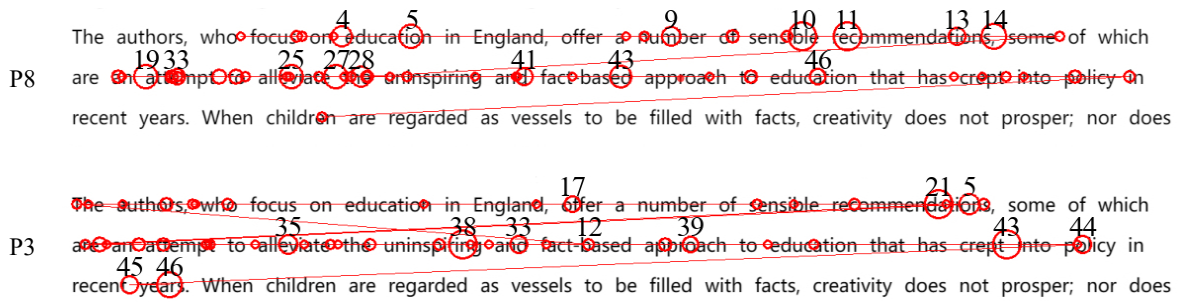 4 5 9 10 11 13 14
The authors, who focus on education in England, offer a number of sensible recommendations, some of which
19 33 25 27 28 41 43 46
P8 are an attempt to alleviate the uninspiring and fact-based approach to education that has crept into policy in
recent years. When children are regarded as vessels to be filled with facts, creativity does not prosper; nor does
17 21 5
The authors, who focus on education in England, offer a number of sensible recommendations, some of which
35 38 33 12 39 43 44
P3 are an attempt to alleviate the uninspiring and fact-based approach to education that has crept into policy in
45 46
recent years. When children are regarded as vessels to be filled with facts, creativity does not prosper; nor does